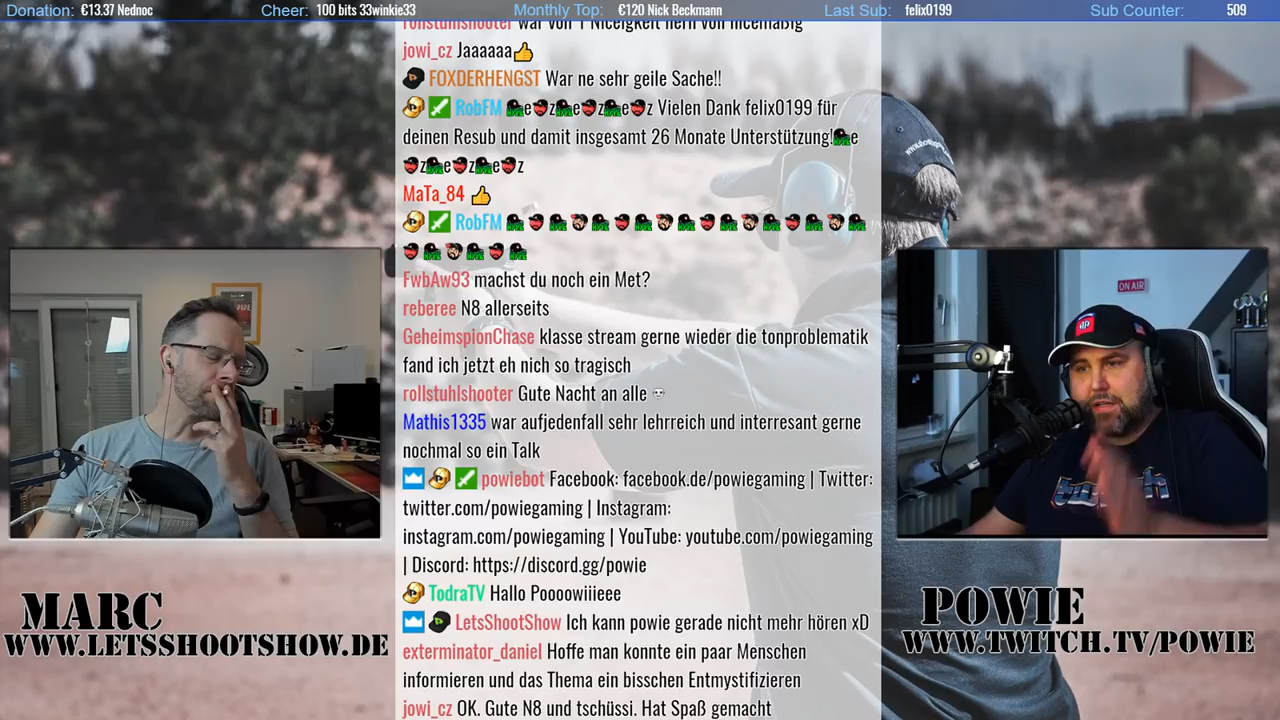 Donation: €13.37 Nednoc Cheer: 100 bits 33winkie33 Monthly Top: €120 Nick Beckmann Last Sub: felix0199 Sub Counter: 509
jowi_cz Jaaaaaa👍
FOXDERHENGST War ne sehr geile Sache!!
RobFM ezezez Vielen Dank felix0199 für
deinen Resub und damit insgesamt 26 Monate Unterstützung!e
zezez
MaTa_84 👍
RobFM
FwbAw93 machst du noch ein Met?
reberee N8 allerseits
GeheimspionChase klasse stream gerne wieder die tonproblematik
fand ich jetzt eh nich so tragisch
rollstuhlshooter Gute Nacht an alle
Mathis1335 war aufjedenfall sehr lehrreich und interresant gerne
nochmal so ein Talk
powiebot Facebook: facebook.de/powiegaming | Twitter:
twitter.com/powiegaming | Instagram:
instagram.com/powiegaming | YouTube: youtube.com/powiegaming
| Discord: https://discord.gg/powie
TodraTV Hallo Poooowiiieee
LetsShootShow Ich kann powie gerade nicht mehr hören xD
exterminator_daniel Hoffe man konnte ein paar Menschen
informieren und das Thema ein bisschen Entmystifizieren
jowi_cz OK. Gute N8 und tschüssi. Hat Spaß gemacht
MARC
WWW.LETSSHOOTSHOW.DE
ON AIR
POWIE
WWW.TWITCH.TV/POWIE